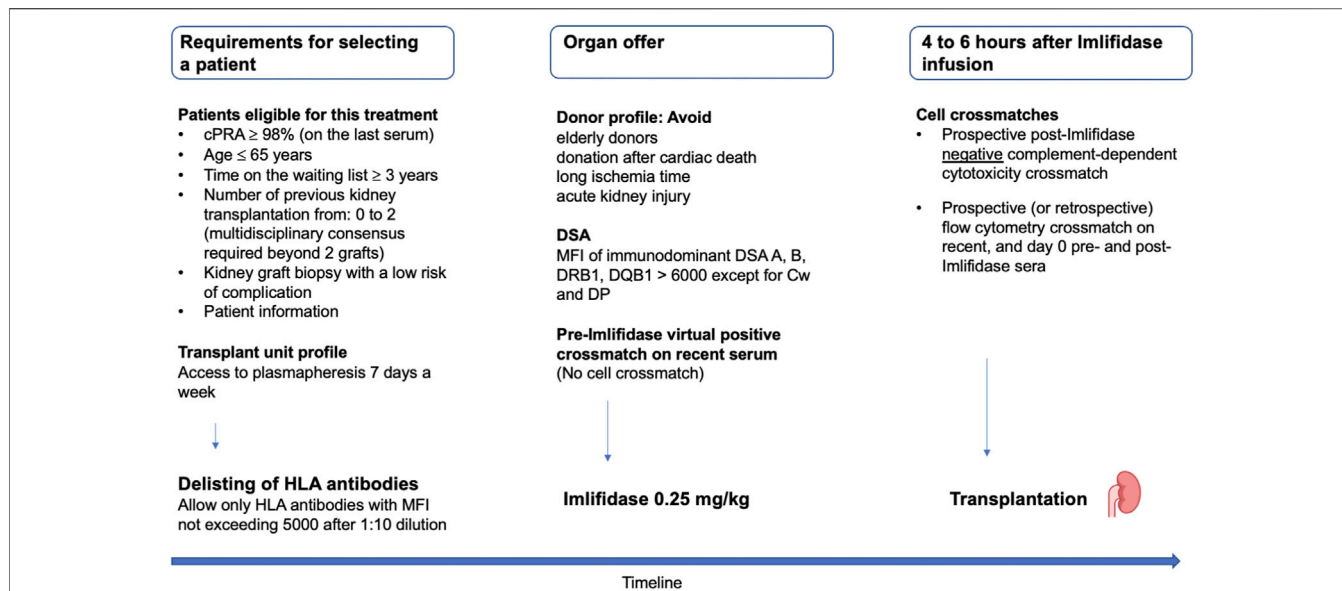 Requirements for selecting
a patient
Patients eligible for this treatment
• cPRA ≥ 98% (on the last serum)
• Age ≤ 65 years
• Time on the waiting list ≥ 3 years
• Number of previous kidney
transplantation from: 0 to 2
(multidisciplinary consensus
required beyond 2 grafts)
• Kidney graft biopsy with a low risk
of complication
• Patient information
Transplant unit profile
Access to plasmapheresis 7 days a
week
Delisting of HLA antibodies
Allow only HLA antibodies with MFI
not exceeding 5000 after 1:10 dilution
Organ offer
Donor profile: Avoid
elderly donors
donation after cardiac death
long ischemia time
acute kidney injury
DSA
MFI of immunodominant DSA A, B,
DRB1, DQB1 > 6000 except for Cw
and DP
Pre-Imlifidase virtual positive
crossmatch on recent serum
(No cell crossmatch)
Imlifidase 0.25 mg/kg
4 to 6 hours after Imlifidase
infusion
Cell crossmatches
• Prospective post-Imlifidase
negative complement-dependent
cytotoxicity crossmatch
• Prospective (or retrospective)
flow cytometry crossmatch on
recent, and day 0 pre- and post-
Imlifidase sera
Transplantation
Timeline